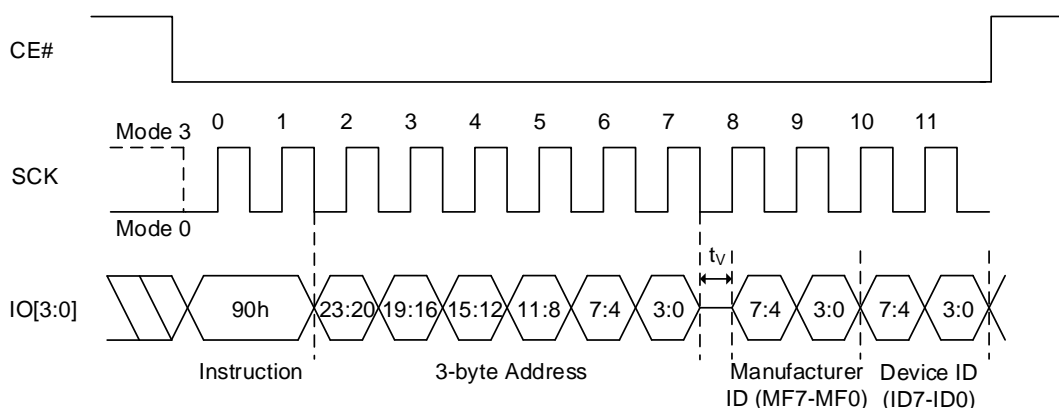 CE#
0 1 2 3 4 5 6 7 8 9 10 11
Mode 3
SCK
Mode 0
tV
IO[3:0]
90h 23:20 19:16 15:12 11:8 7:4 3:0 7:4 3:0 7:4 3:0
Instruction 3-byte Address Manufacturer Device ID
ID (MF7-MF0) (ID7-ID0)